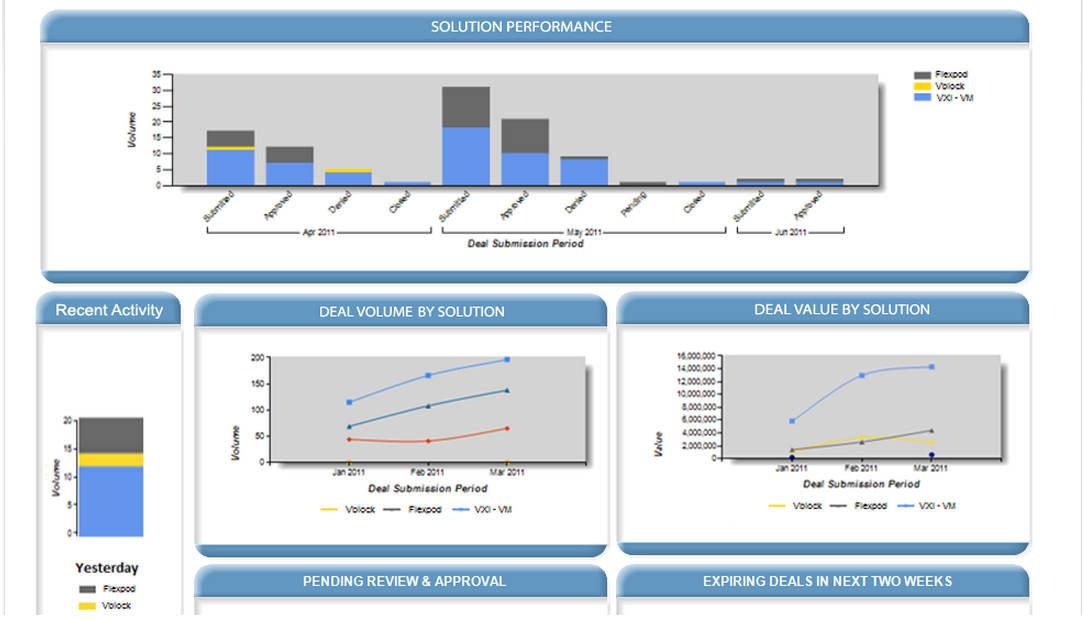 SOLUTION PERFORMANCE
35
30
25
20
15
10
5
0
Volume
Flexpod
Vblock
VXI - VM
Submitted
Approved
Denied
Closed
Submitted
Approved
Denied
Pending
Closed
Submitted
Approved
Apr 2011
May 2011
Jun 2011
Deal Submission Period
Recent Activity
20
15
10
5
0
Volume
Yesterday
Flexpod
Vblock
DEAL VOLUME BY SOLUTION
200
150
100
50
0
Volume
Jan 2011
Feb 2011
Mar 2011
Deal Submission Period
Vblock
Flexpod
VXI - VM
DEAL VALUE BY SOLUTION
16,000,000
14,000,000
12,000,000
10,000,000
8,000,000
6,000,000
4,000,000
2,000,000
0
Value
Jan 2011
Feb 2011
Mar 2011
Deal Submission Period
Vblock
Flexpod
VXI - VM
PENDING REVIEW & APPROVAL
EXPIRING DEALS IN NEXT TWO WEEKS